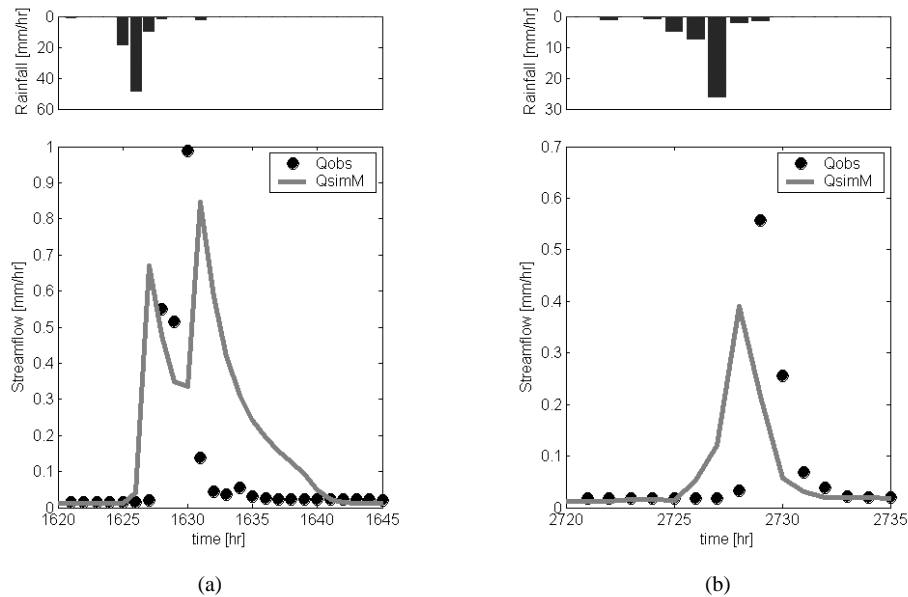 0
20
40
60
Rainfall [mm/hr]
0
10
20
30
Rainfall [mm/hr]
1
0.9
0.8
0.7
0.6
0.5
0.4
0.3
0.2
0.1
0
Streamflow [mm/hr]
Qobs
QsimM
1620 1625 1630 1635 1640 1645
time [hr]
(a)
0.7
0.6
0.5
0.4
0.3
0.2
0.1
0
Streamflow [mm/hr]
Qobs
QsimM
2720 2725 2730 2735
time [hr]
(b)